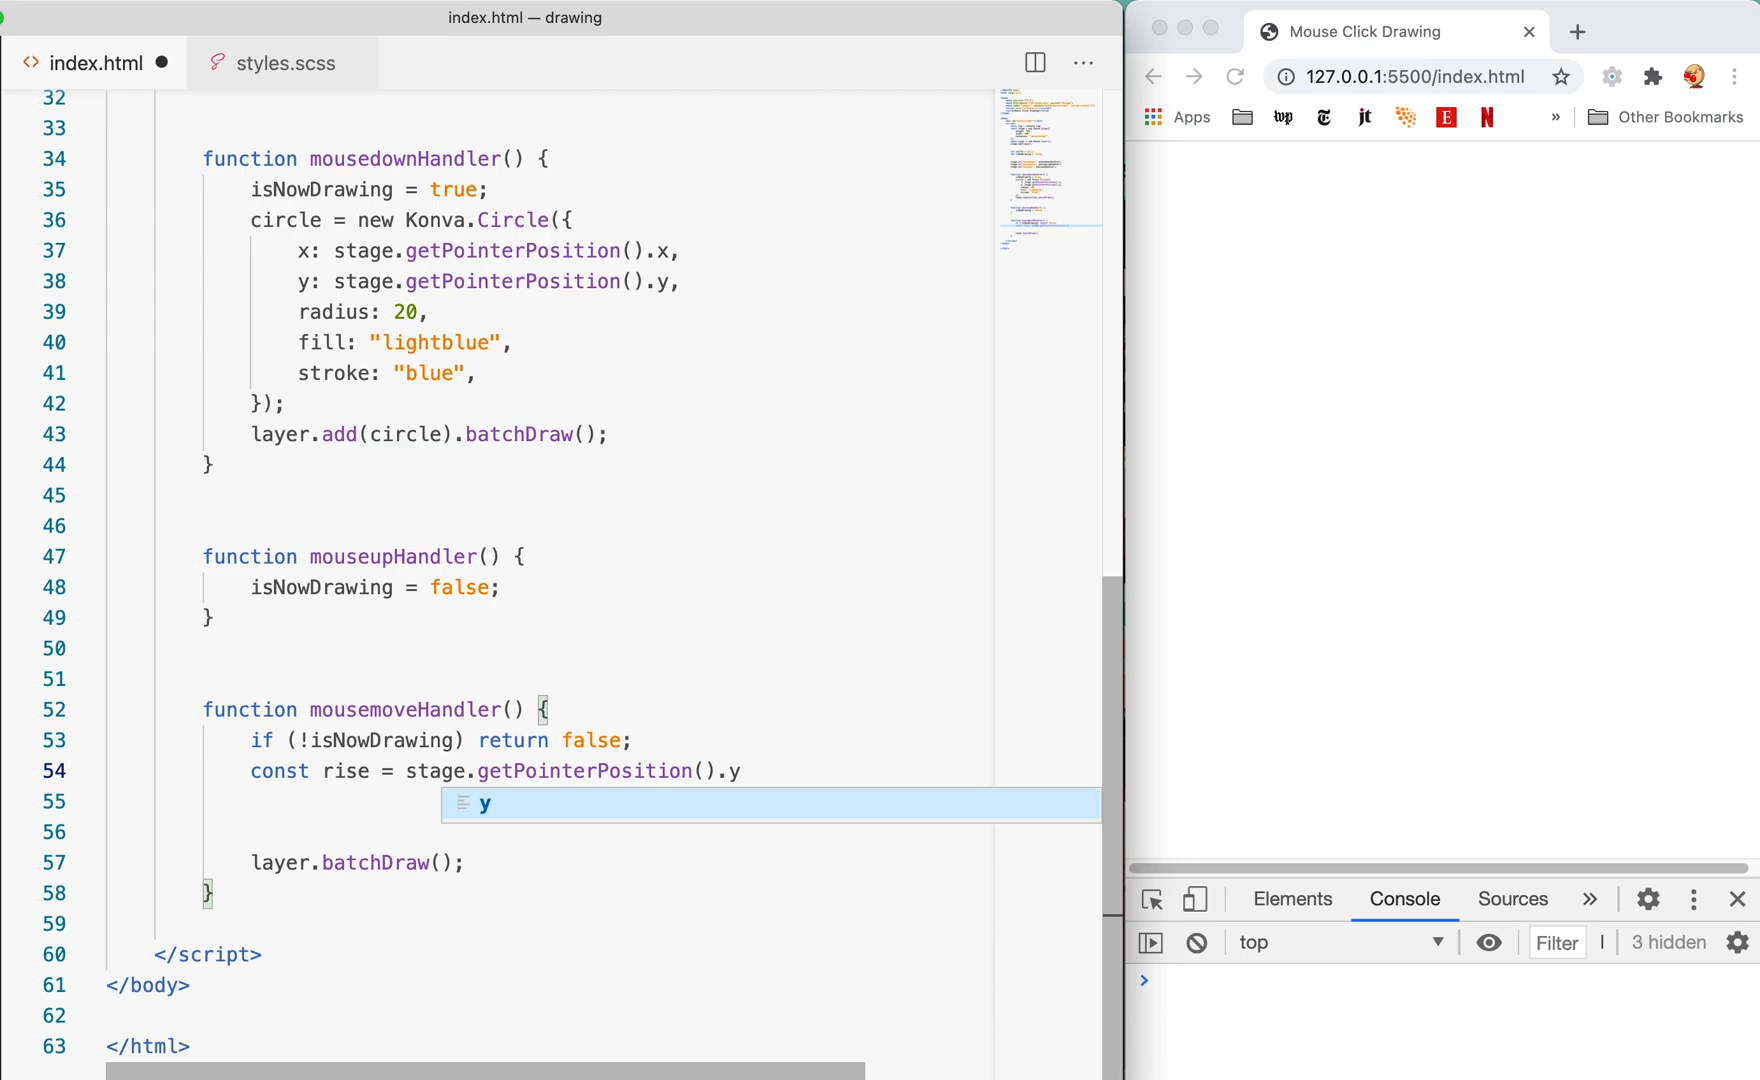 index.html — drawing
index.html
styles.scss
32
33
34 function mousedownHandler() {
35 isNowDrawing = true;
36 circle = new Konva.Circle({
37 x: stage.getPointerPosition().x,
38 y: stage.getPointerPosition().y,
39 radius: 20,
40 fill: "lightblue",
41 stroke: "blue",
42 });
43 layer.add(circle).batchDraw();
44 }
45
46
47 function mouseupHandler() {
48 isNowDrawing = false;
49 }
50
51
52 function mousemoveHandler() {
53 if (!isNowDrawing) return false;
54 const rise = stage.getPointerPosition().y
55 y
56
57 layer.batchDraw();
58 }
59
60 </script>
61 </body>
62
63 </html>
Mouse Click Drawing
127.0.0.1:5500/index.html
Apps wp T jt E N » Other Bookmarks
Elements Console Sources »
top Filter 3 hidden